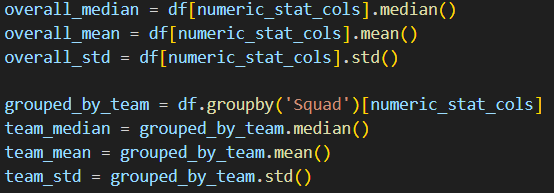 overall_median = df[numeric_stat_cols].median()
overall_mean = df[numeric_stat_cols].mean()
overall_std = df[numeric_stat_cols].std()
grouped_by_team = df.groupby('Squad')[numeric_stat_cols]
team_median = grouped_by_team.median()
team_mean = grouped_by_team.mean()
team_std = grouped_by_team.std()